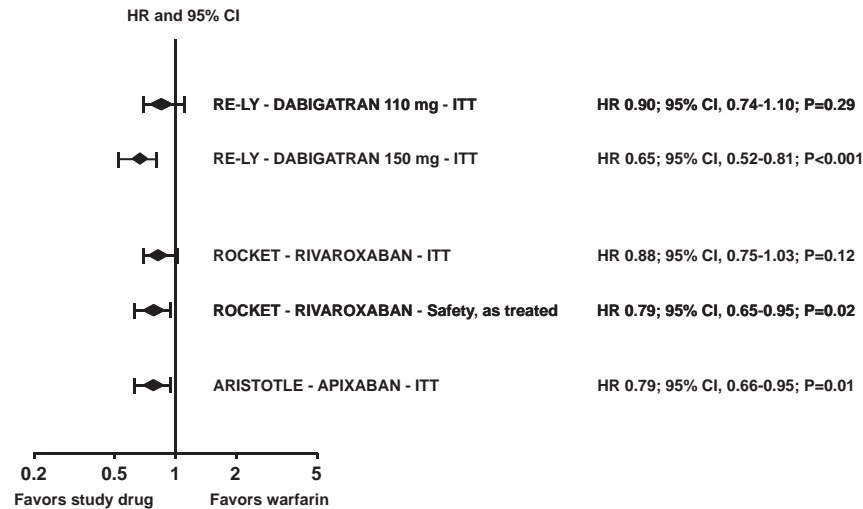 HR and 95% CI
RE-LY - DABIGATRAN 110 mg - ITT HR 0.90; 95% CI, 0.74-1.10; P=0.29
RE-LY - DABIGATRAN 150 mg - ITT HR 0.65; 95% CI, 0.52-0.81; P<0.001
ROCKET - RIVAROXABAN - ITT HR 0.88; 95% CI, 0.75-1.03; P=0.12
ROCKET - RIVAROXABAN - Safety, as treated HR 0.79; 95% CI, 0.65-0.95; P=0.02
ARISTOTLE - APIXABAN - ITT HR 0.79; 95% CI, 0.66-0.95; P=0.01
0.2 0.5 1 2 5
Favors study drug Favors warfarin